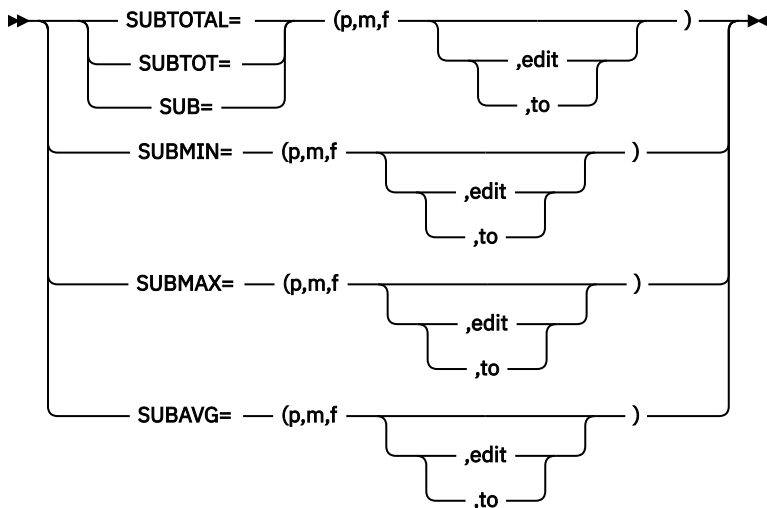 SUBTOTAL= (p,m,f )
,edit
SUBTOT=
,to
SUB=
SUBMIN= (p,m,f )
,edit
,to
SUBMAX= (p,m,f )
,edit
,to
SUBAVG= (p,m,f )
,edit
,to